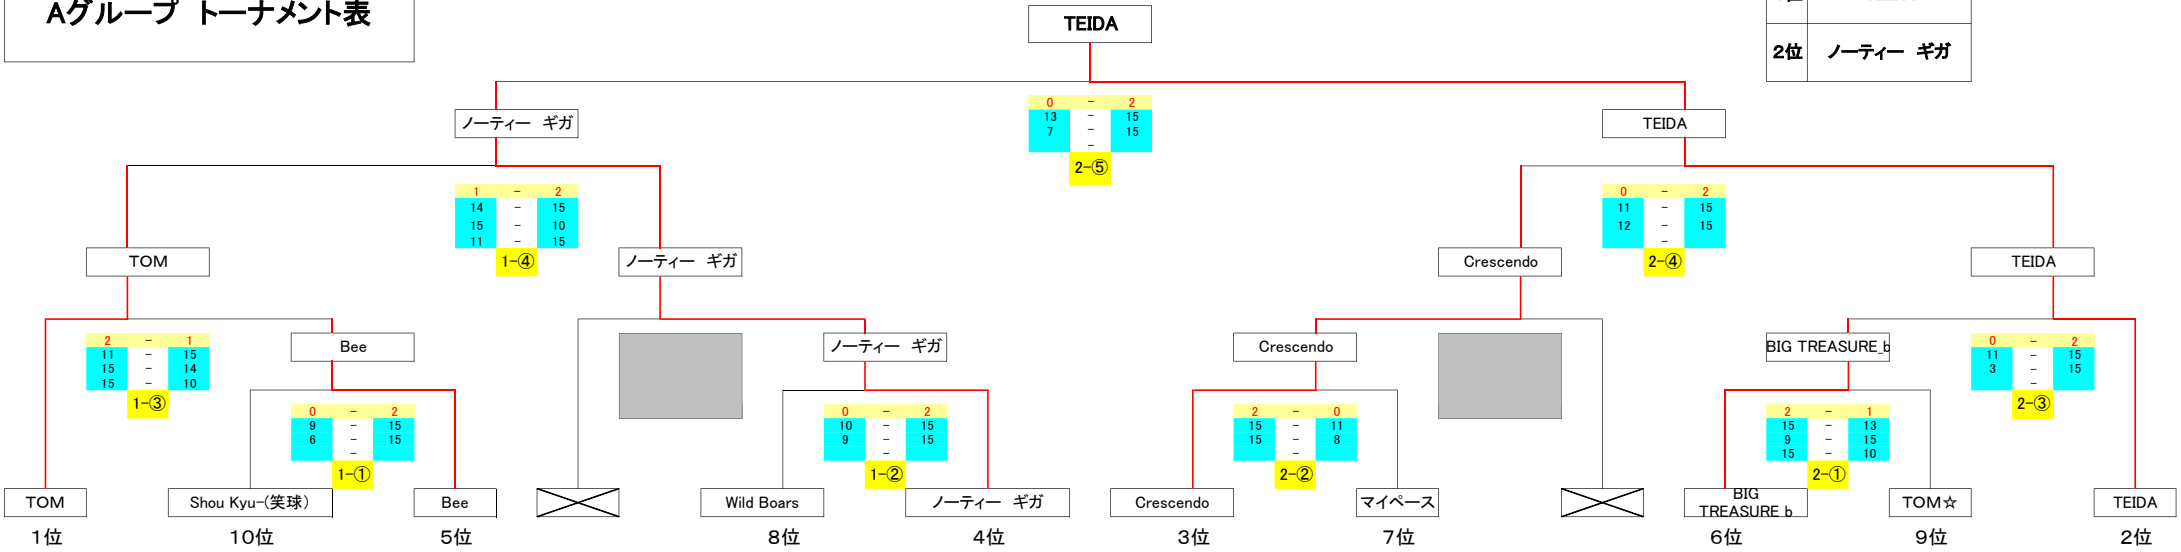 Aグループ　トーナメント表
TEIDA
2位　ノーティー　ギガ
ノーティー　ギガ
0 - 2
13 - 15
7 - 15
-
2-⑤
TEIDA
1 - 2
14 - 15
15 - 10
11 - 15
1-④
0 - 2
11 - 15
12 - 15
-
2-④
TOM
ノーティー　ギガ
Crescendo
TEIDA
2 - 1
11 - 15
15 - 14
15 - 10
1-③
Bee
ノーティー　ギガ
Crescendo
BIG TREASURE_b
0 - 2
11 - 15
3 - 15
-
2-③
0 - 2
9 - 15
6 - 15
-
1-①
0 - 2
10 - 15
9 - 15
-
1-②
2 - 0
15 - 11
15 - 8
-
2-②
2 - 1
15 - 13
9 - 15
15 - 10
2-①
TOM
Shou Kyu-(笑球)
Bee
Wild Boars
ノーティー　ギガ
Crescendo
マイペース
BIG
TREASURE b
TOM☆
TEIDA
1位
10位
5位
8位
4位
3位
7位
6位
9位
2位